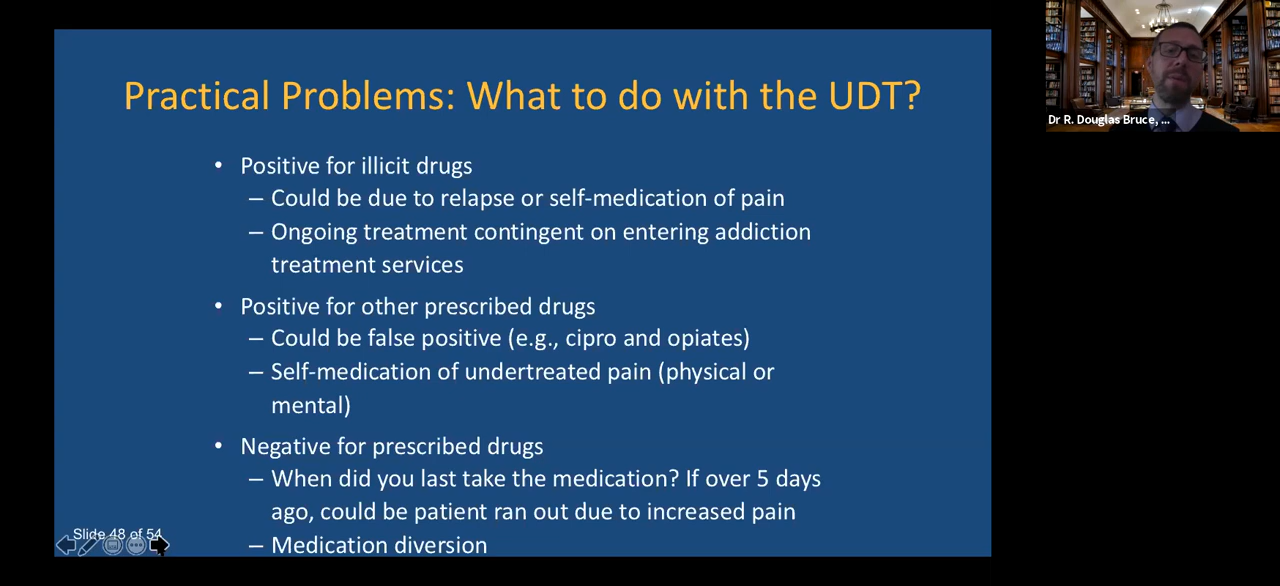 Practical Problems: What to do with the UDT?
• Positive for illicit drugs
– Could be due to relapse or self-medication of pain
– Ongoing treatment contingent on entering addiction
treatment services
• Positive for other prescribed drugs
– Could be false positive (e.g., cipro and opiates)
– Self-medication of undertreated pain (physical or
mental)
• Negative for prescribed drugs
– When did you last take the medication? If over 5 days
ago, could be patient ran out due to increased pain
– Medication diversion
Slide 48 of 54
Dr R. Douglas Bruce, ...